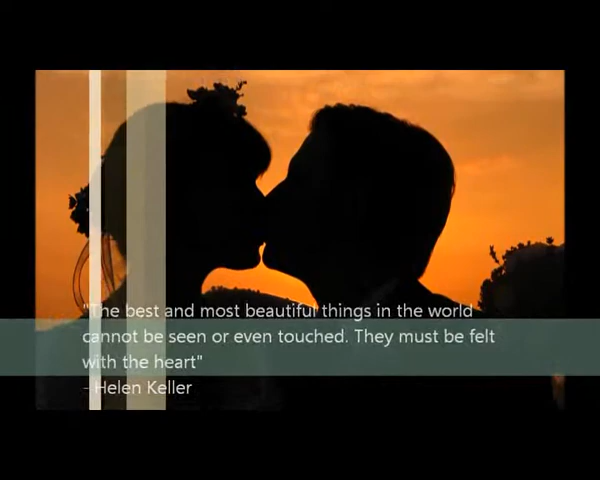 "The best and most beautiful things in the world
cannot be seen or even touched. They must be felt
with the heart"
- Helen Keller